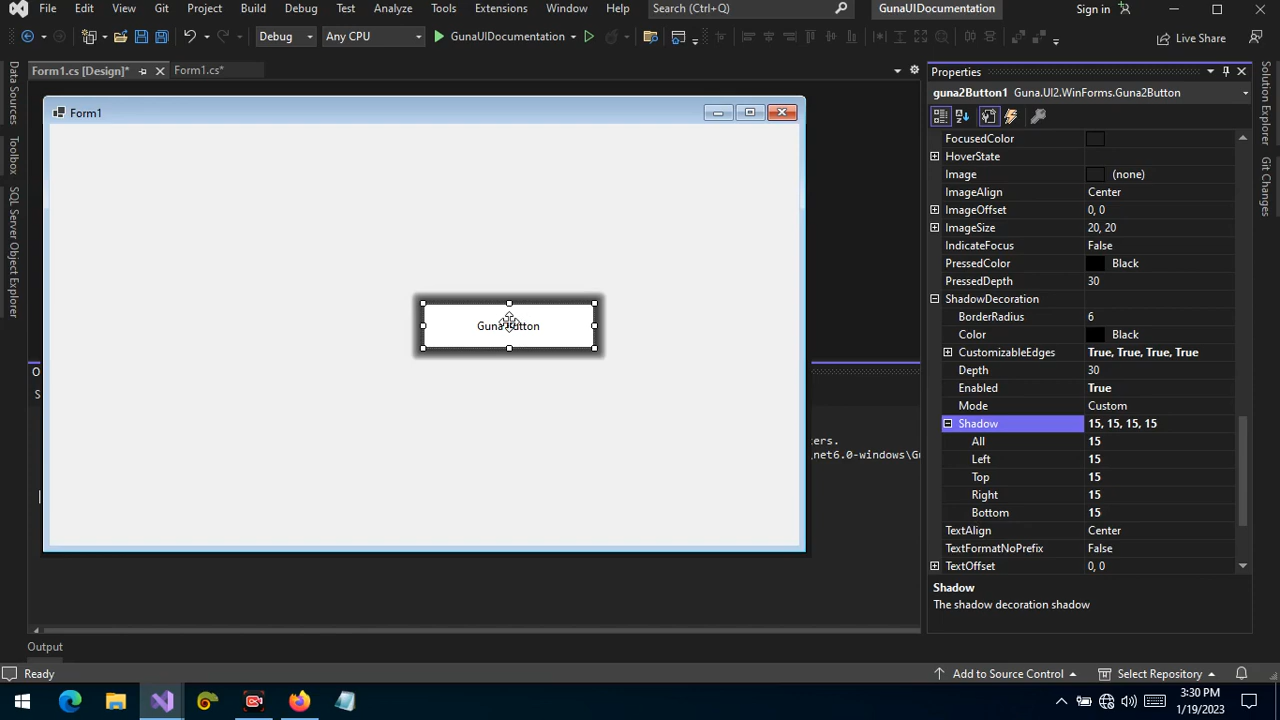 File Edit View Git Project Build Debug Test Analyze Tools Extensions Window Help Search (Ctrl+Q) GunaUIDocumentation Sign in
Debug Any CPU GunaUIDocumentation Live Share
Form1.cs [Design]* Form1.cs*
Data Sources
Toolbox
SQL Server Object Explorer
Form1
Guna Button
O
S
ters.
net6.0-windows\Gu
Output
Properties
guna2Button1 Guna.UI2.WinForms.Guna2Button
FocusedColor
HoverState
Image (none)
ImageAlign Center
ImageOffset 0, 0
ImageSize 20, 20
IndicateFocus False
PressedColor Black
PressedDepth 30
ShadowDecoration
BorderRadius 6
Color Black
CustomizableEdges True, True, True, True
Depth 30
Enabled True
Mode Custom
Shadow 15, 15, 15, 15
All 15
Left 15
Top 15
Right 15
Bottom 15
TextAlign Center
TextFormatNoPrefix False
TextOffset 0, 0
Shadow
The shadow decoration shadow
Solution Explorer
Git Changes
Ready Add to Source Control Select Repository
3:30 PM
1/19/2023